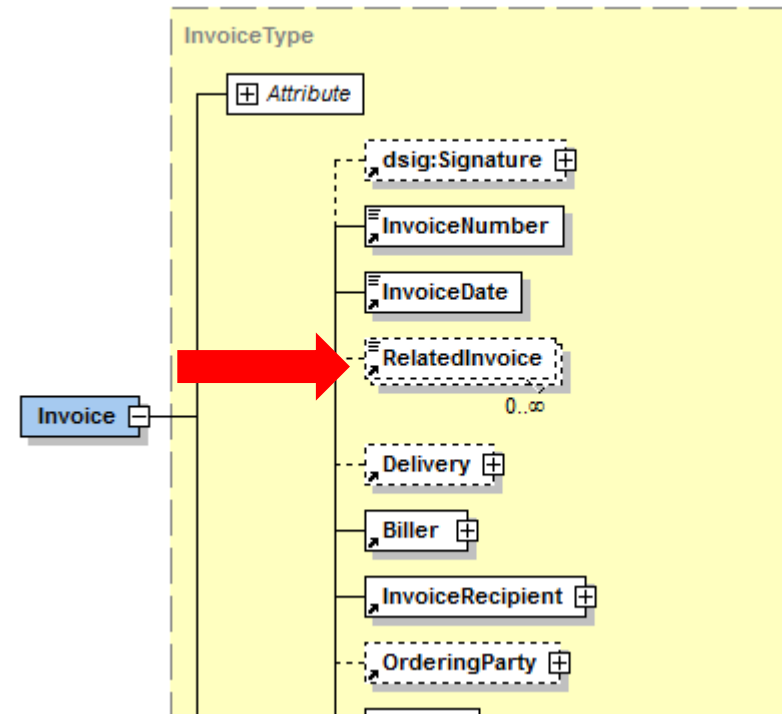 InvoiceType
Attribute
dsig:Signature
InvoiceNumber
InvoiceDate
RelatedInvoice
0..∞
Invoice
Delivery
Biller
InvoiceRecipient
OrderingParty